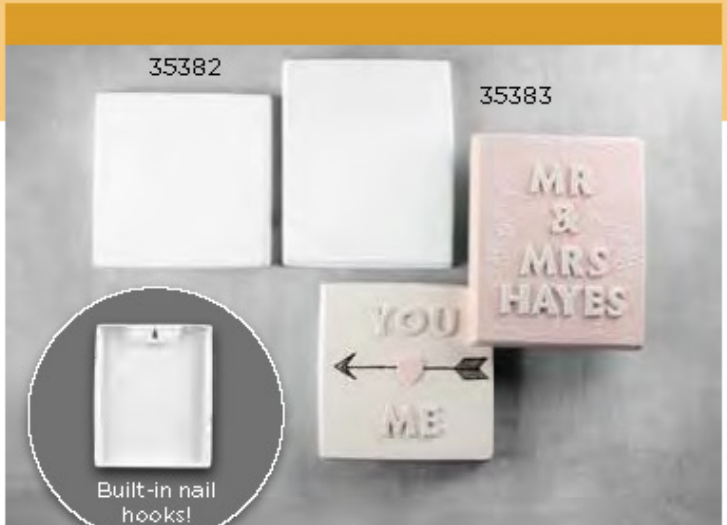 35382
35383
MR
&
MRS
HAYES
YOU
ME
Built-in nail
hooks!